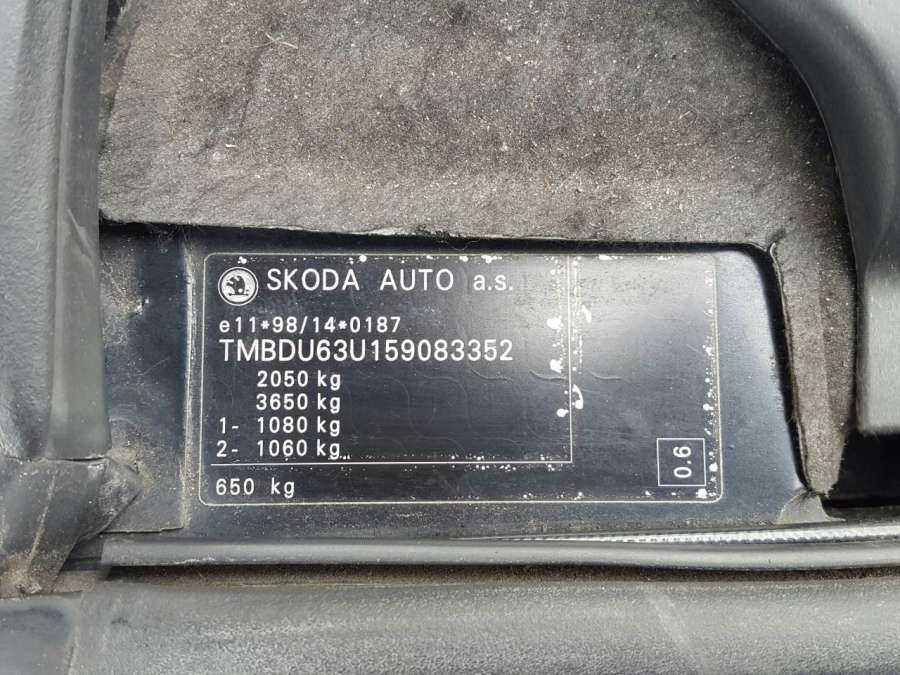 SKODA AUTO a.s.
e11*98/14*0187
TMBDU63U159083352
2050 kg
3650 kg
1- 1080 kg
2- 1060 kg
650 kg
0.6